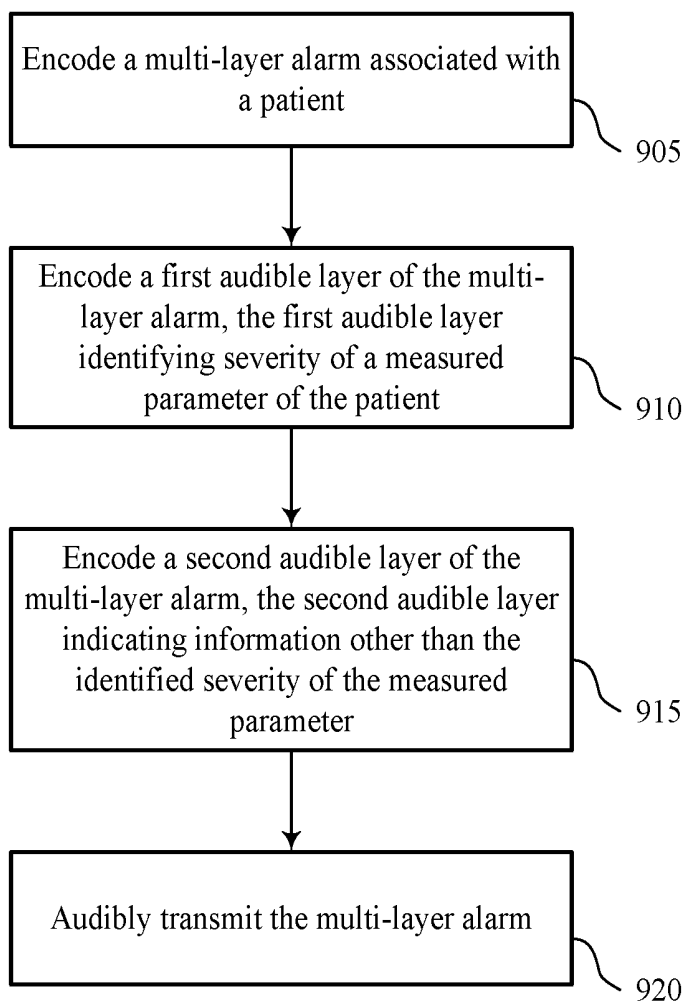 Encode a multi-layer alarm associated with
a patient
905
Encode a first audible layer of the multi-
layer alarm, the first audible layer
identifying severity of a measured
parameter of the patient
910
Encode a second audible layer of the
multi-layer alarm, the second audible layer
indicating information other than the
identified severity of the measured
parameter
915
Audibly transmit the multi-layer alarm
920